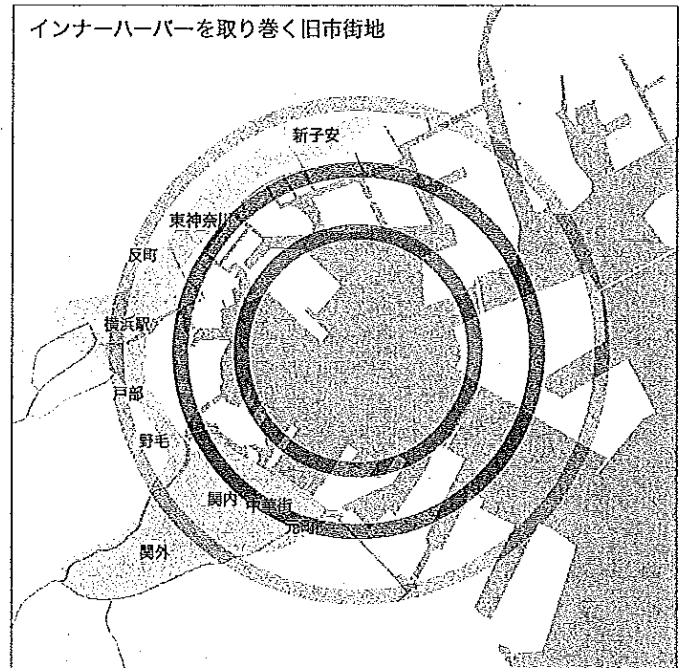 インナーハーバーを取り巻く旧市街地
新子安
東神奈川
反町
横浜駅
戸部
野毛
関内
中華街
元町
関外